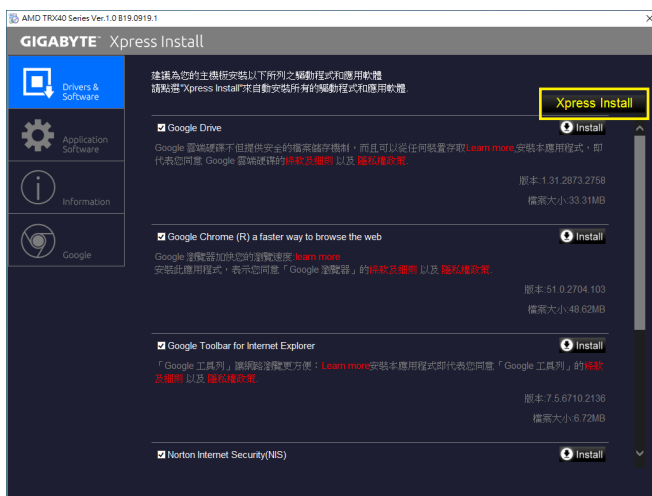 AMD TRX40 Series Ver.1.0 B19.0919.1
GIGABYTE™ Xpress Install
Drivers &
Software
Application
Software
Information
Google
建議為您的主機板安裝以下所列之驅動程式和應用軟體
請點選"Xpress Install"來自動安裝所有的驅動程式和應用軟體.
Xpress Install
Google Drive
Install
Google 雲端硬碟不但提供安全的檔案儲存機制，而且可以從任何裝置存取Learn more,安裝本應用程式，即
代表您同意 Google 雲端硬碟的條款及細則 以及 隱私權政策.
版本:1.31.2873.2758
檔案大小:33.31MB
Google Chrome (R) a faster way to browse the web
Install
Google 瀏覽器加快您的瀏覽速度.learn more
安裝此應用程式，表示您同意「Google 瀏覽器」的條款及細則 以及 隱私權政策.
版本:51.0.2704.103
檔案大小:48.62MB
Google Toolbar for Internet Explorer
Install
「Google 工具列」讓網路瀏覽更方便：Learn more安裝本應用程式即代表您同意「Google 工具列」的條款
及細則 以及 隱私權政策.
版本:7.5.6710.2136
檔案大小:6.72MB
Norton Internet Security(NIS)
Install